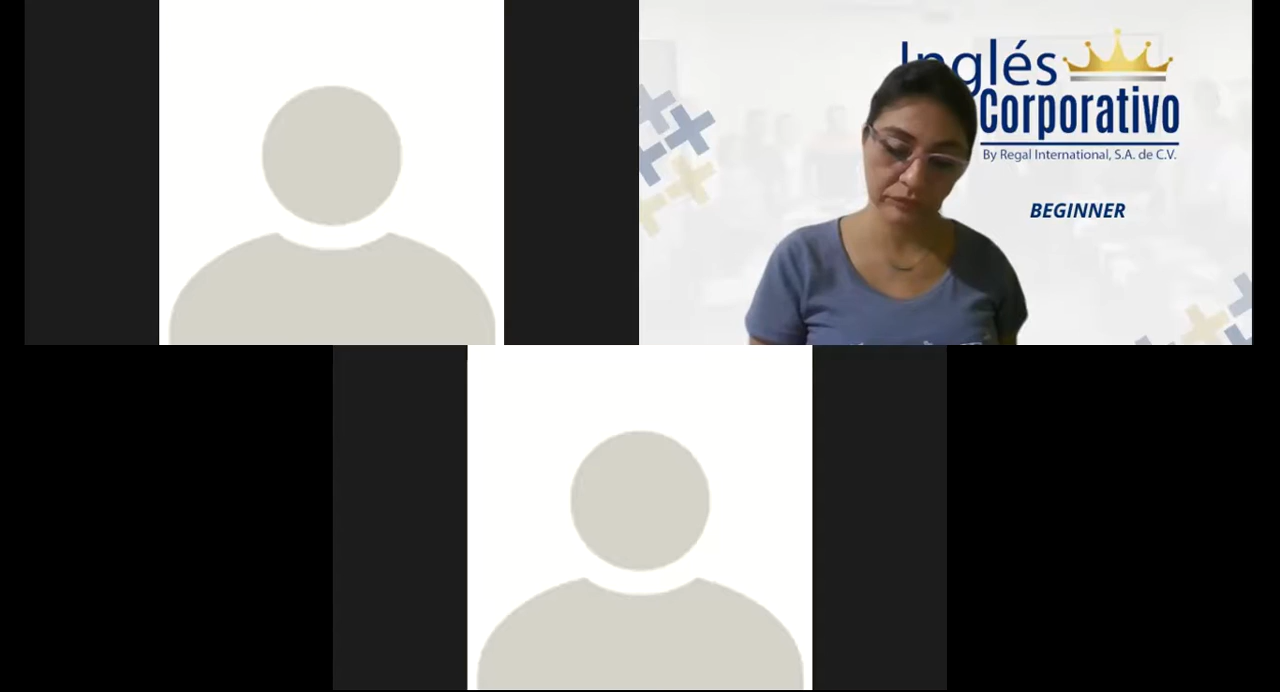 Inglés
Corporativo
By Regal International, S.A. de C.V.
BEGINNER